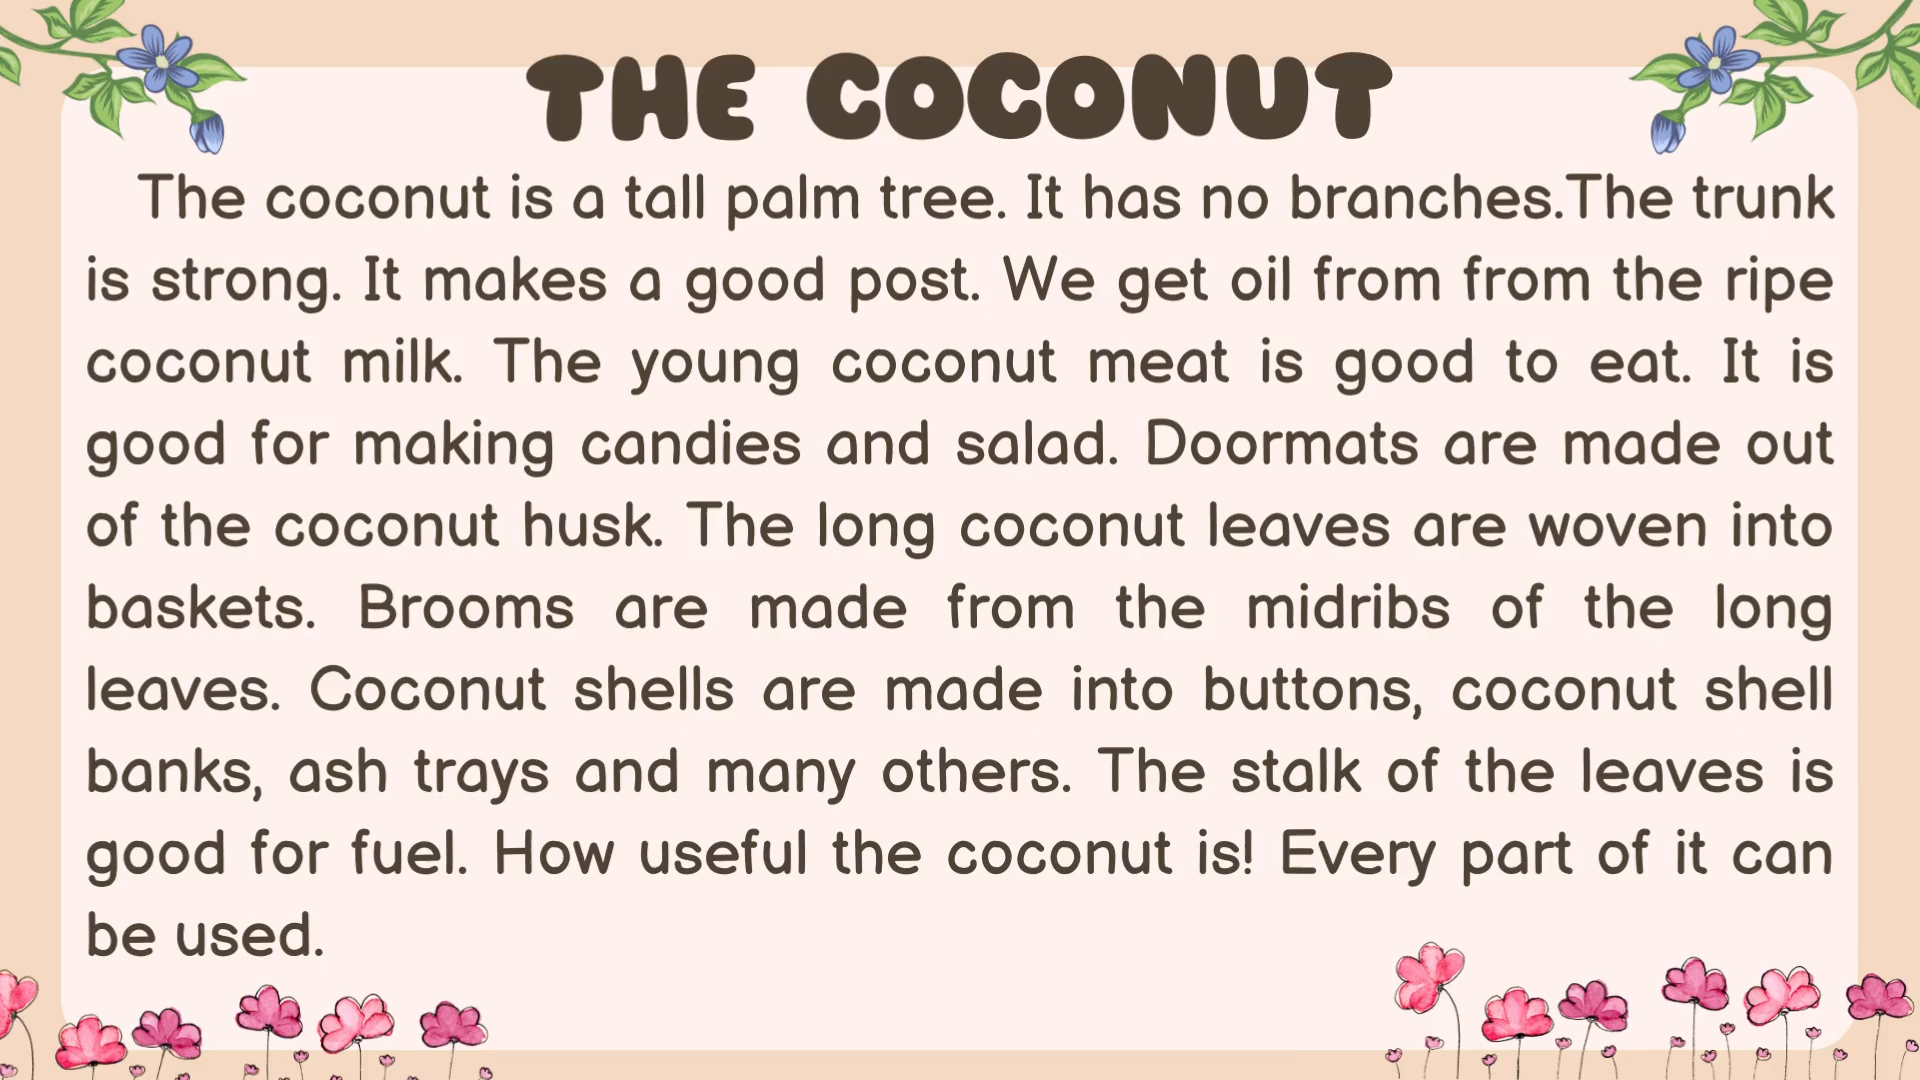 THE COCONUT
The coconut is a tall palm tree. It has no branches.The trunk
is strong. It makes a good post. We get oil from from the ripe
coconut milk. The young coconut meat is good to eat. It is
good for making candies and salad. Doormats are made out
of the coconut husk. The long coconut leaves are woven into
baskets. Brooms are made from the midribs of the long
leaves. Coconut shells are made into buttons, coconut shell
banks, ash trays and many others. The stalk of the leaves is
good for fuel. How useful the coconut is! Every part of it can
be used.